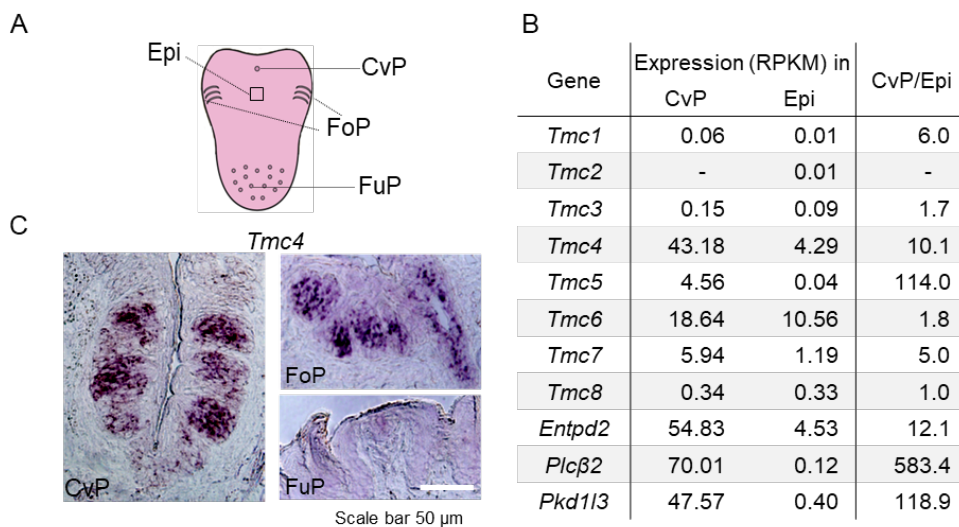 A
Epi
CvP
FoP
FuP
B
Gene Expression (RPKM) in CvP/Epi
CvP Epi
Tmc1 0.06 0.01 6.0
Tmc2 - 0.01 -
Tmc3 0.15 0.09 1.7
Tmc4 43.18 4.29 10.1
Tmc5 4.56 0.04 114.0
Tmc6 18.64 10.56 1.8
Tmc7 5.94 1.19 5.0
Tmc8 0.34 0.33 1.0
Entpd2 54.83 4.53 12.1
Plcβ2 70.01 0.12 583.4
Pkd1l3 47.57 0.40 118.9
C
Tmc4
CvP
FoP
FuP
Scale bar 50 μm